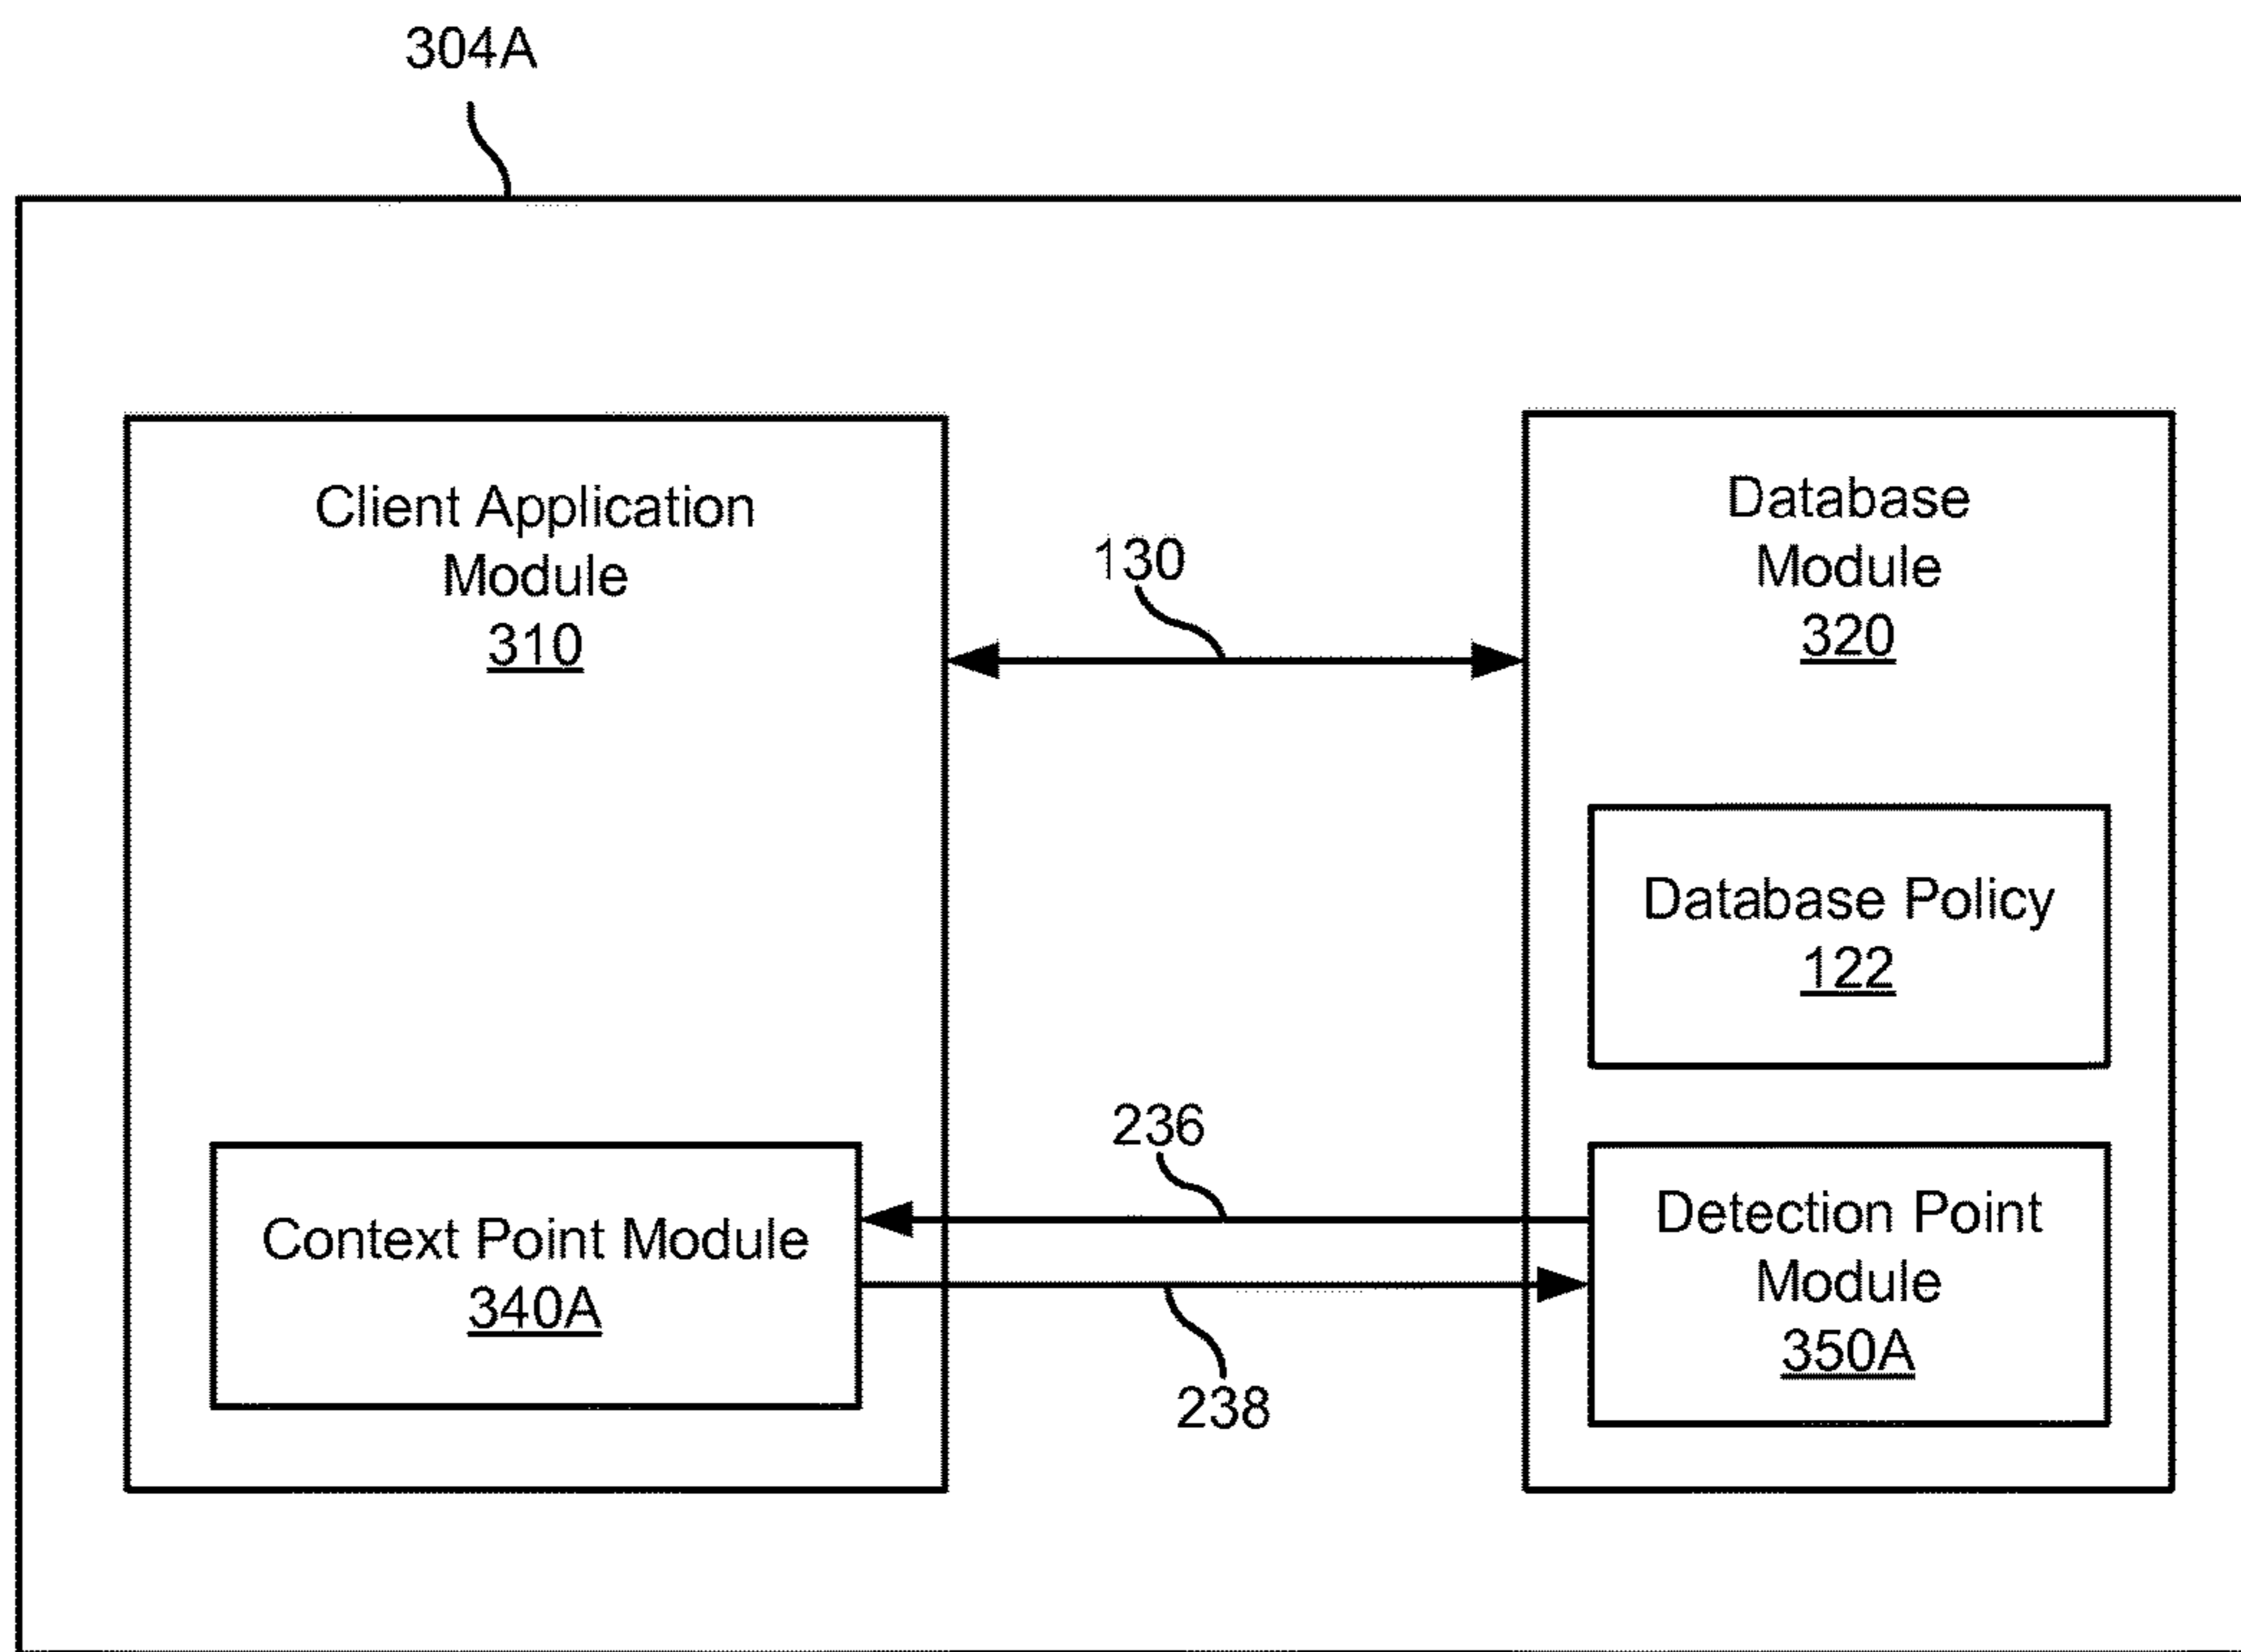 304A
Client Application
Module
310
130
Database
Module
320
Database Policy
122
236
Context Point Module
340A
238
Detection Point
Module
350A